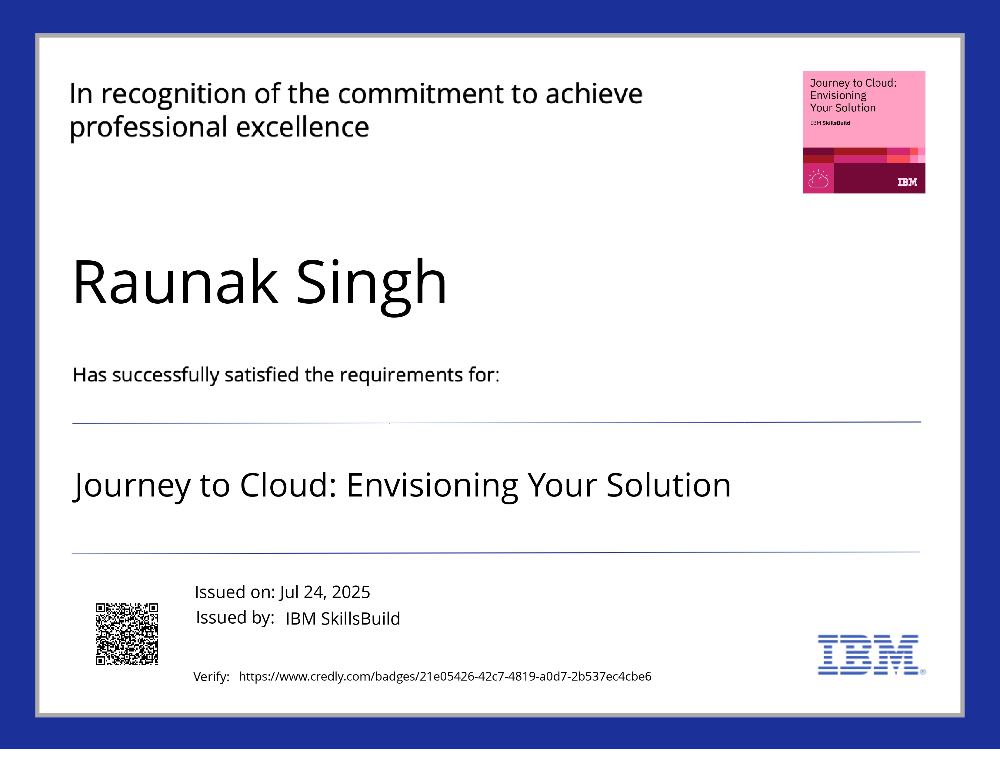 In recognition of the commitment to achieve
professional excellence
Journey to Cloud:
Envisioning
Your Solution
IBM SkillsBuild
IBM
Raunak Singh
Has successfully satisfied the requirements for:
Journey to Cloud: Envisioning Your Solution
Issued on: Jul 24, 2025
Issued by: IBM SkillsBuild
Verify: https://www.credly.com/badges/21e05426-42c7-4819-a0d7-2b537ec4cbe6
IBM®